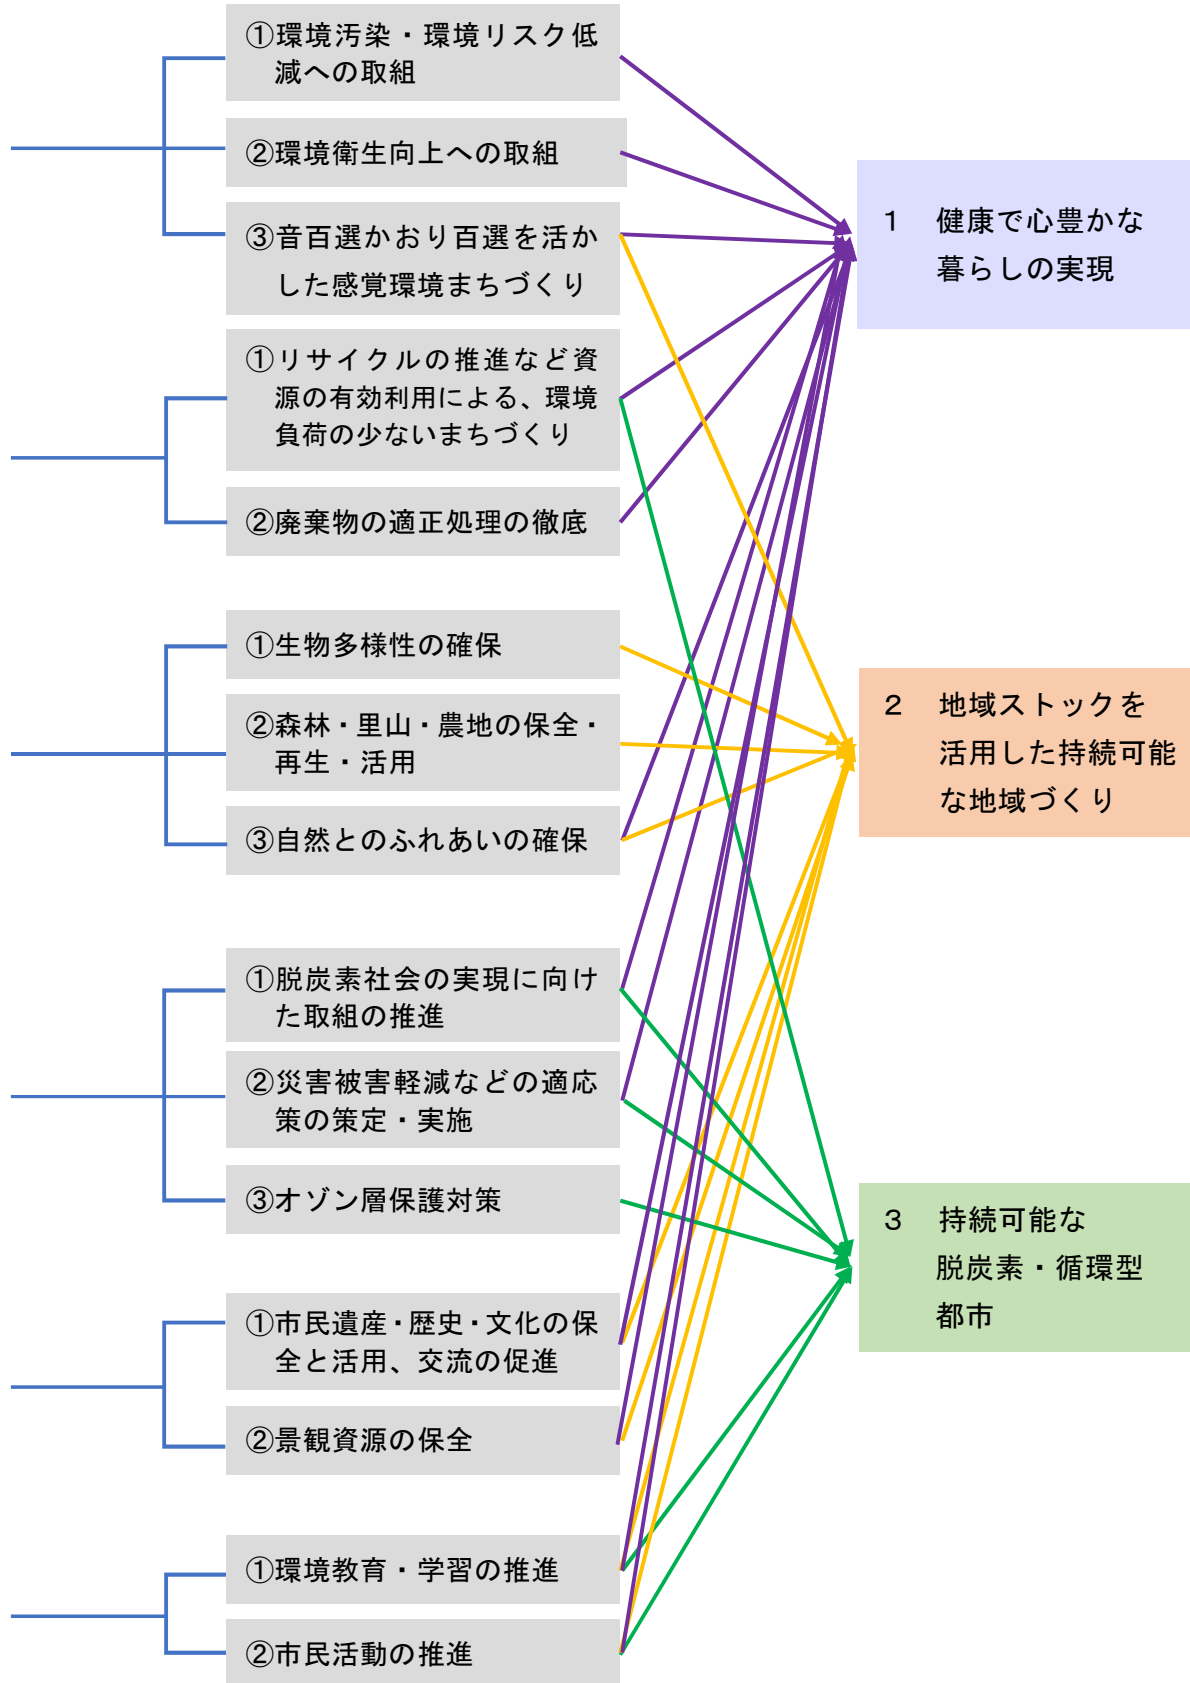 ①環境汚染・環境リスク低
減への取組
②環境衛生向上への取組
③音百選かおり百選を活か
した感覚環境まちづくり
①リサイクルの推進など資
源の有効利用による、環境
負荷の少ないまちづくり
②廃棄物の適正処理の徹底
①生物多様性の確保
②森林・里山・農地の保全・
再生・活用
③自然とのふれあいの確保
①脱炭素社会の実現に向け
た取組の推進
②災害被害軽減などの適応
策の策定・実施
③オゾン層保護対策
①市民遺産・歴史・文化の保
全と活用、交流の促進
②景観資源の保全
①環境教育・学習の推進
②市民活動の推進
１　健康で心豊かな
暮らしの実現
２　地域ストックを
活用した持続可能
な地域づくり
３　持続可能な
脱炭素・循環型
都市